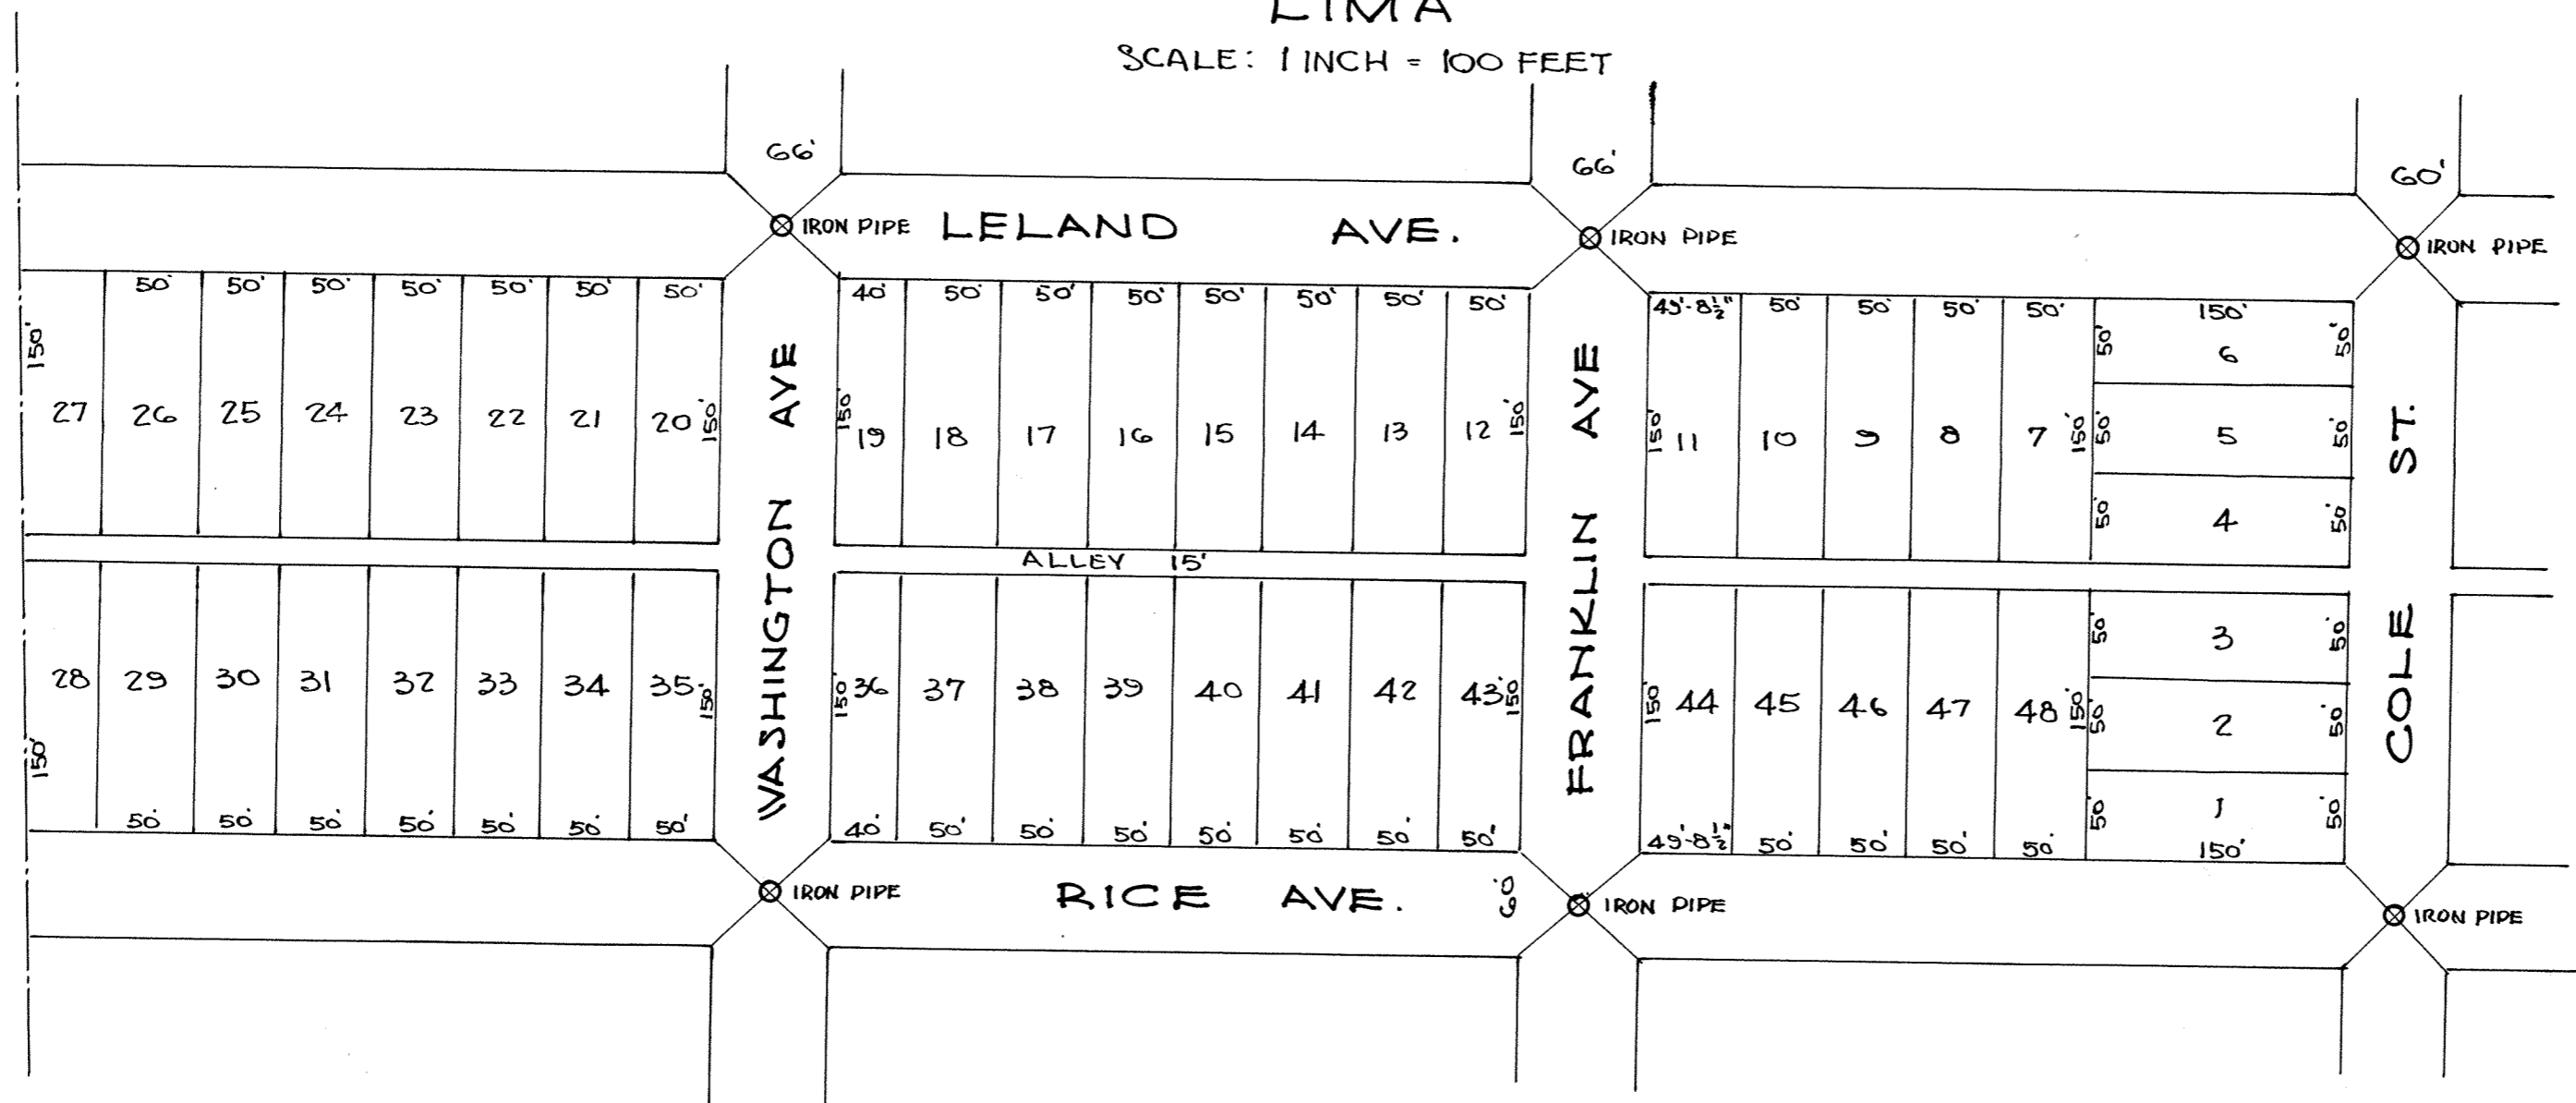 LIMA
SCALE: 1 INCH = 100 FEET
66' 66' 60'
IRON PIPE LELAND AVE. IRON PIPE IRON PIPE
50' 50' 50' 50' 50' 50' 50'
40' 50' 50' 50' 50' 50' 50' 50'
49'-8½" 50' 50' 50' 50' 150'
150' 27 26 25 24 23 22 21 20 150'
WASHINGTON AVE
150' 19 18 17 16 15 14 13 12 150'
FRANKLIN AVE
150' 11 10 9 8 7 150'
50' 6 50'
50' 5 50'
50' 4 50'
COLE ST.
ALLEY 15'
150' 28 29 30 31 32 33 34 35 150'
150' 36 37 38 39 40 41 42 43 150'
150' 44 45 46 47 48 150'
50' 3 50'
50' 2 50'
50' 1 50'
50' 50' 50' 50' 50' 50' 50'
40' 50' 50' 50' 50' 50' 50' 50'
49'-8½" 50' 50' 50' 50' 150'
IRON PIPE RICE AVE. 60' IRON PIPE IRON PIPE